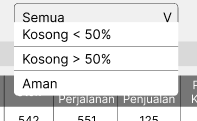 Semua V
Kosong < 50%
Kosong > 50%
Aman
Perjalanan Penjualan
542 551 125